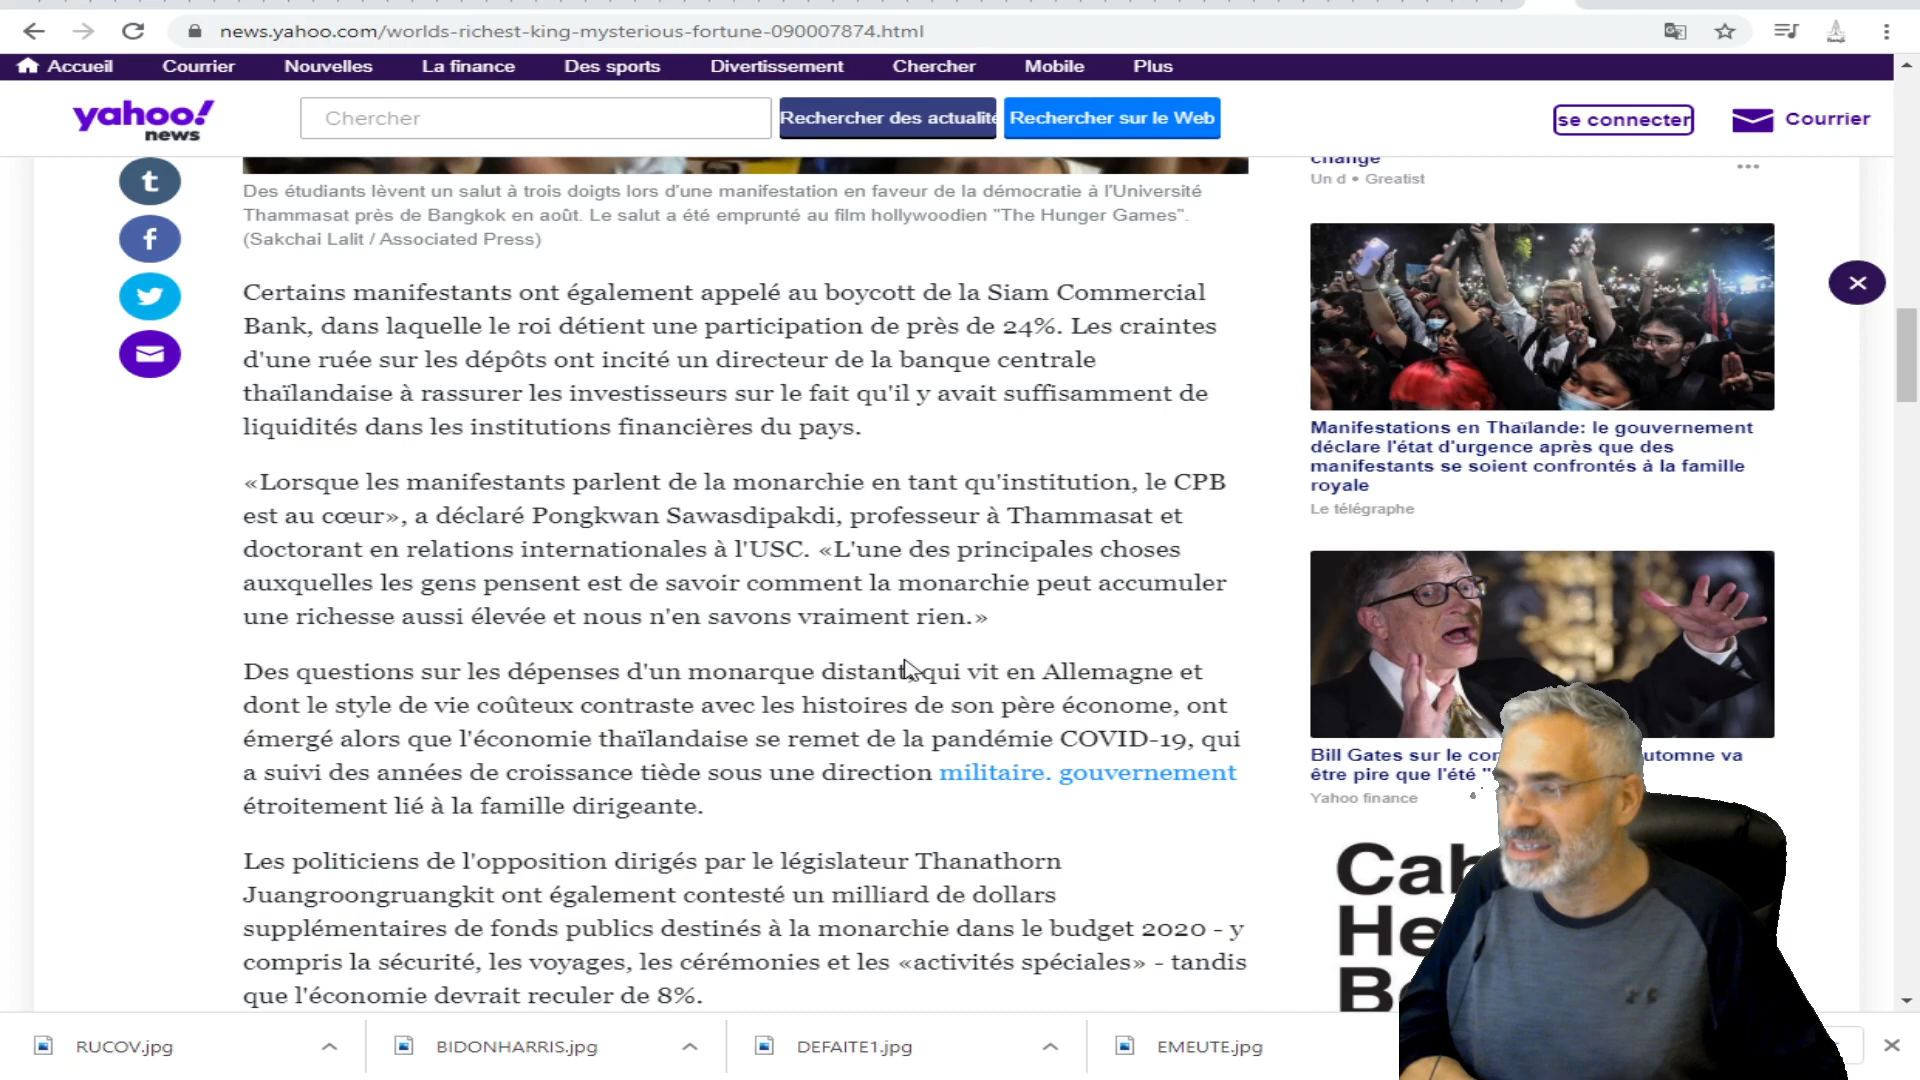 news.yahoo.com/worlds-richest-king-mysterious-fortune-090007874.html
Accueil Courrier Nouvelles La finance Des sports Divertissement Chercher Mobile Plus
yahoo!
news
Chercher
Rechercher des actualité
Rechercher sur le Web
se connecter
Courrier
Des étudiants lèvent un salut à trois doigts lors d'une manifestation en faveur de la démocratie à l'Université
Thammasat près de Bangkok en août. Le salut a été emprunté au film hollywoodien "The Hunger Games".
(Sakchai Lalit / Associated Press)
Certains manifestants ont également appelé au boycott de la Siam Commercial
Bank, dans laquelle le roi détient une participation de près de 24%. Les craintes
d'une ruée sur les dépôts ont incité un directeur de la banque centrale
thaïlandaise à rassurer les investisseurs sur le fait qu'il y avait suffisamment de
liquidités dans les institutions financières du pays.
«Lorsque les manifestants parlent de la monarchie en tant qu'institution, le CPB
est au cœur», a déclaré Pongkwan Sawasdipakdi, professeur à Thammasat et
doctorant en relations internationales à l'USC. «L'une des principales choses
auxquelles les gens pensent est de savoir comment la monarchie peut accumuler
une richesse aussi élevée et nous n'en savons vraiment rien.»
Des questions sur les dépenses d'un monarque distant, qui vit en Allemagne et
dont le style de vie coûteux contraste avec les histoires de son père économe, ont
émergé alors que l'économie thaïlandaise se remet de la pandémie COVID-19, qui
a suivi des années de croissance tiède sous une direction militaire. gouvernement
étroitement lié à la famille dirigeante.
Les politiciens de l'opposition dirigés par le législateur Thanathorn
Juangroongruangkit ont également contesté un milliard de dollars
supplémentaires de fonds publics destinés à la monarchie dans le budget 2020 - y
compris la sécurité, les voyages, les cérémonies et les «activités spéciales» - tandis
que l'économie devrait reculer de 8%.
change
Un d • Greatist
Manifestations en Thaïlande: le gouvernement
déclare l'état d'urgence après que des
manifestants se soient confrontés à la famille
royale
Le télégraphe
Bill Gates sur le co utomne va
être pire que l'été "
Yahoo finance
Cah
He
B
RUCOV.jpg
BIDONHARRIS.jpg
DEFAITE1.jpg
EMEUTE.jpg